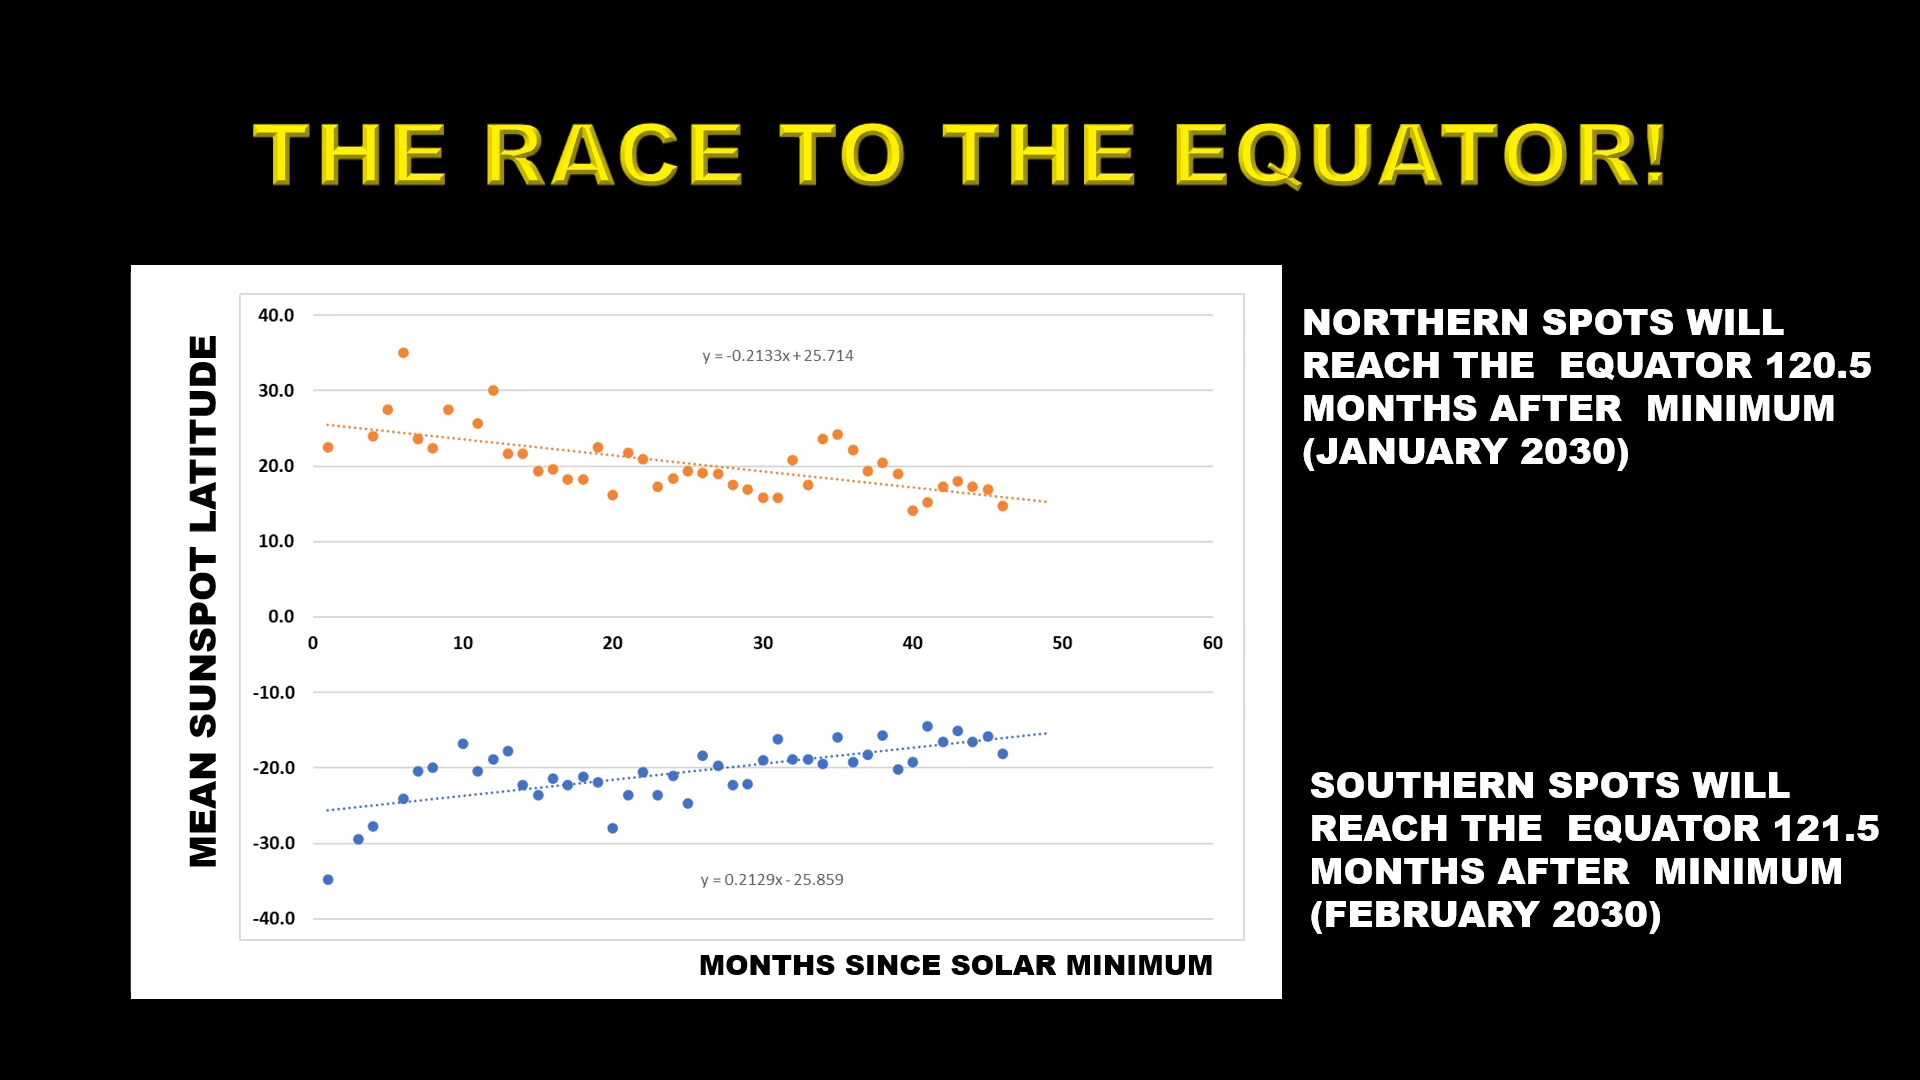 THE RACE TO THE EQUATOR!
MEAN SUNSPOT LATITUDE
40.0
30.0
20.0
10.0
0.0
-10.0
-20.0
-30.0
-40.0
0 10 20 30 40 50 60
y = -0.2133x + 25.714
y = 0.2129x - 25.859
MONTHS SINCE SOLAR MINIMUM
NORTHERN SPOTS WILL
REACH THE EQUATOR 120.5
MONTHS AFTER MINIMUM
(JANUARY 2030)
SOUTHERN SPOTS WILL
REACH THE EQUATOR 121.5
MONTHS AFTER MINIMUM
(FEBRUARY 2030)